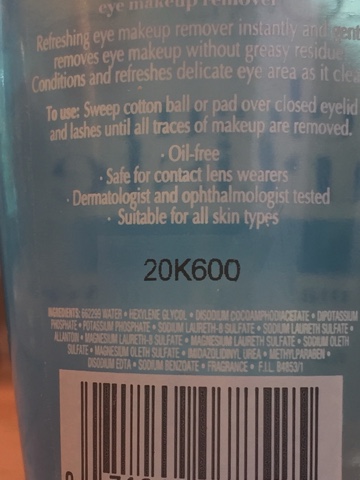 eye makeup remover
Refreshing eye makeup remover instantly and gent
removes eye makeup without greasy residue
Conditions and refreshes delicate eye area as it clea
To use: Sweep cotton ball or pad over closed eyelid
and lashes until all traces of makeup are removed.
· Oil-free
· Safe for contact lens wearers
· Dermatologist and ophthalmologist tested
· Suitable for all skin types
20K600
INGREDIENTS: 662299 WATER • HEXYLENE GLYCOL • DISODIUM COCOAMPHODIACETATE • DIPOTASSIUM
PHOSPHATE • POTASSIUM PHOSPHATE • SODIUM LAURETH-8 SULFATE • SODIUM LAURETH SULFATE •
ALLANTOIN • MAGNESIUM LAURETH-8 SULFATE • MAGNESIUM LAURETH SULFATE • SODIUM OLETH
SULFATE • MAGNESIUM OLETH SULFATE • IMIDAZOLIDINYL UREA • METHYLPARABEN •
DISODIUM EDTA • SODIUM BENZOATE • FRAGRANCE • F.I.L. B4853/1